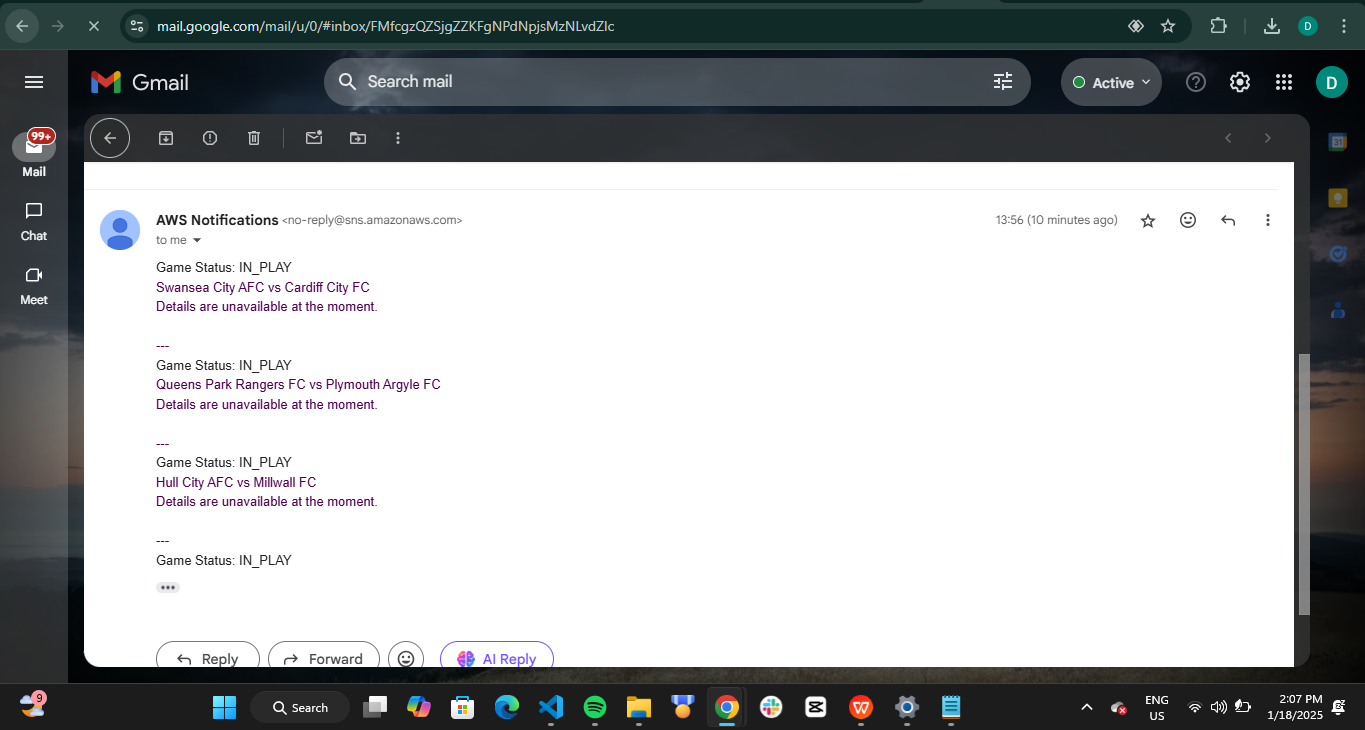 mail.google.com/mail/u/0/#inbox/FMfcgzQZSjgZZKFgNPdNpjsMzNLvdZlc
D
Gmail
Search mail
Active
D
99+
Mail
Chat
Meet
31
AWS Notifications <no-reply@sns.amazonaws.com>
13:56 (10 minutes ago)
to me
Game Status: IN_PLAY
Swansea City AFC vs Cardiff City FC
Details are unavailable at the moment.
---
Game Status: IN_PLAY
Queens Park Rangers FC vs Plymouth Argyle FC
Details are unavailable at the moment.
---
Game Status: IN_PLAY
Hull City AFC vs Millwall FC
Details are unavailable at the moment.
---
Game Status: IN_PLAY
Reply
Forward
AI Reply
9
Search
ENG
US
2:07 PM
1/18/2025